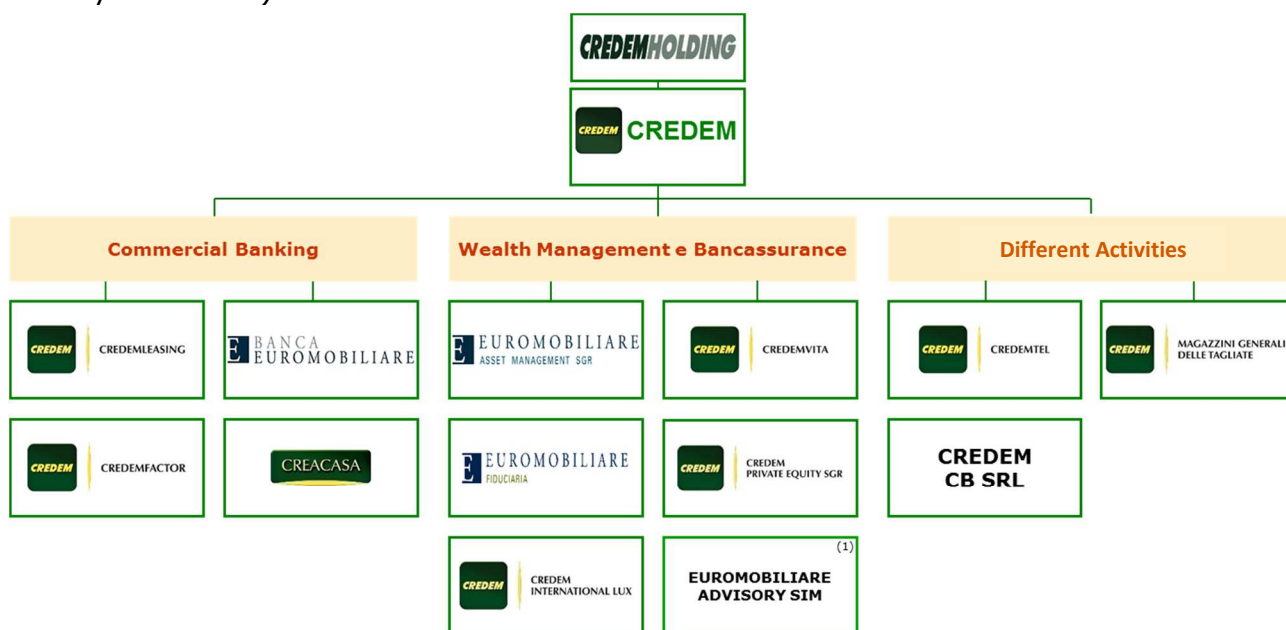 CREDEMHOLDING
CREDEM CREDEM
Commercial Banking
Wealth Management e Bancassurance
Different Activities
CREDEM CREDEMLEASING
E BANCA
EUROMOBILIARE
E EUROMOBILIARE
ASSET MANAGEMENT SGR
CREDEM CREDEMVITA
CREDEM CREDEMTEL
CREDEM MAGAZZINI GENERALI
DELLE TAGLIATE
CREDEM CREDEMFACTOR
CREACASA
E EUROMOBILIARE
FIDUCIARIA
CREDEM CREDEM
PRIVATE EQUITY SGR
CREDEM
CB SRL
CREDEM CREDEM
INTERNATIONAL LUX
(1)
EUROMOBILIARE
ADVISORY SIM